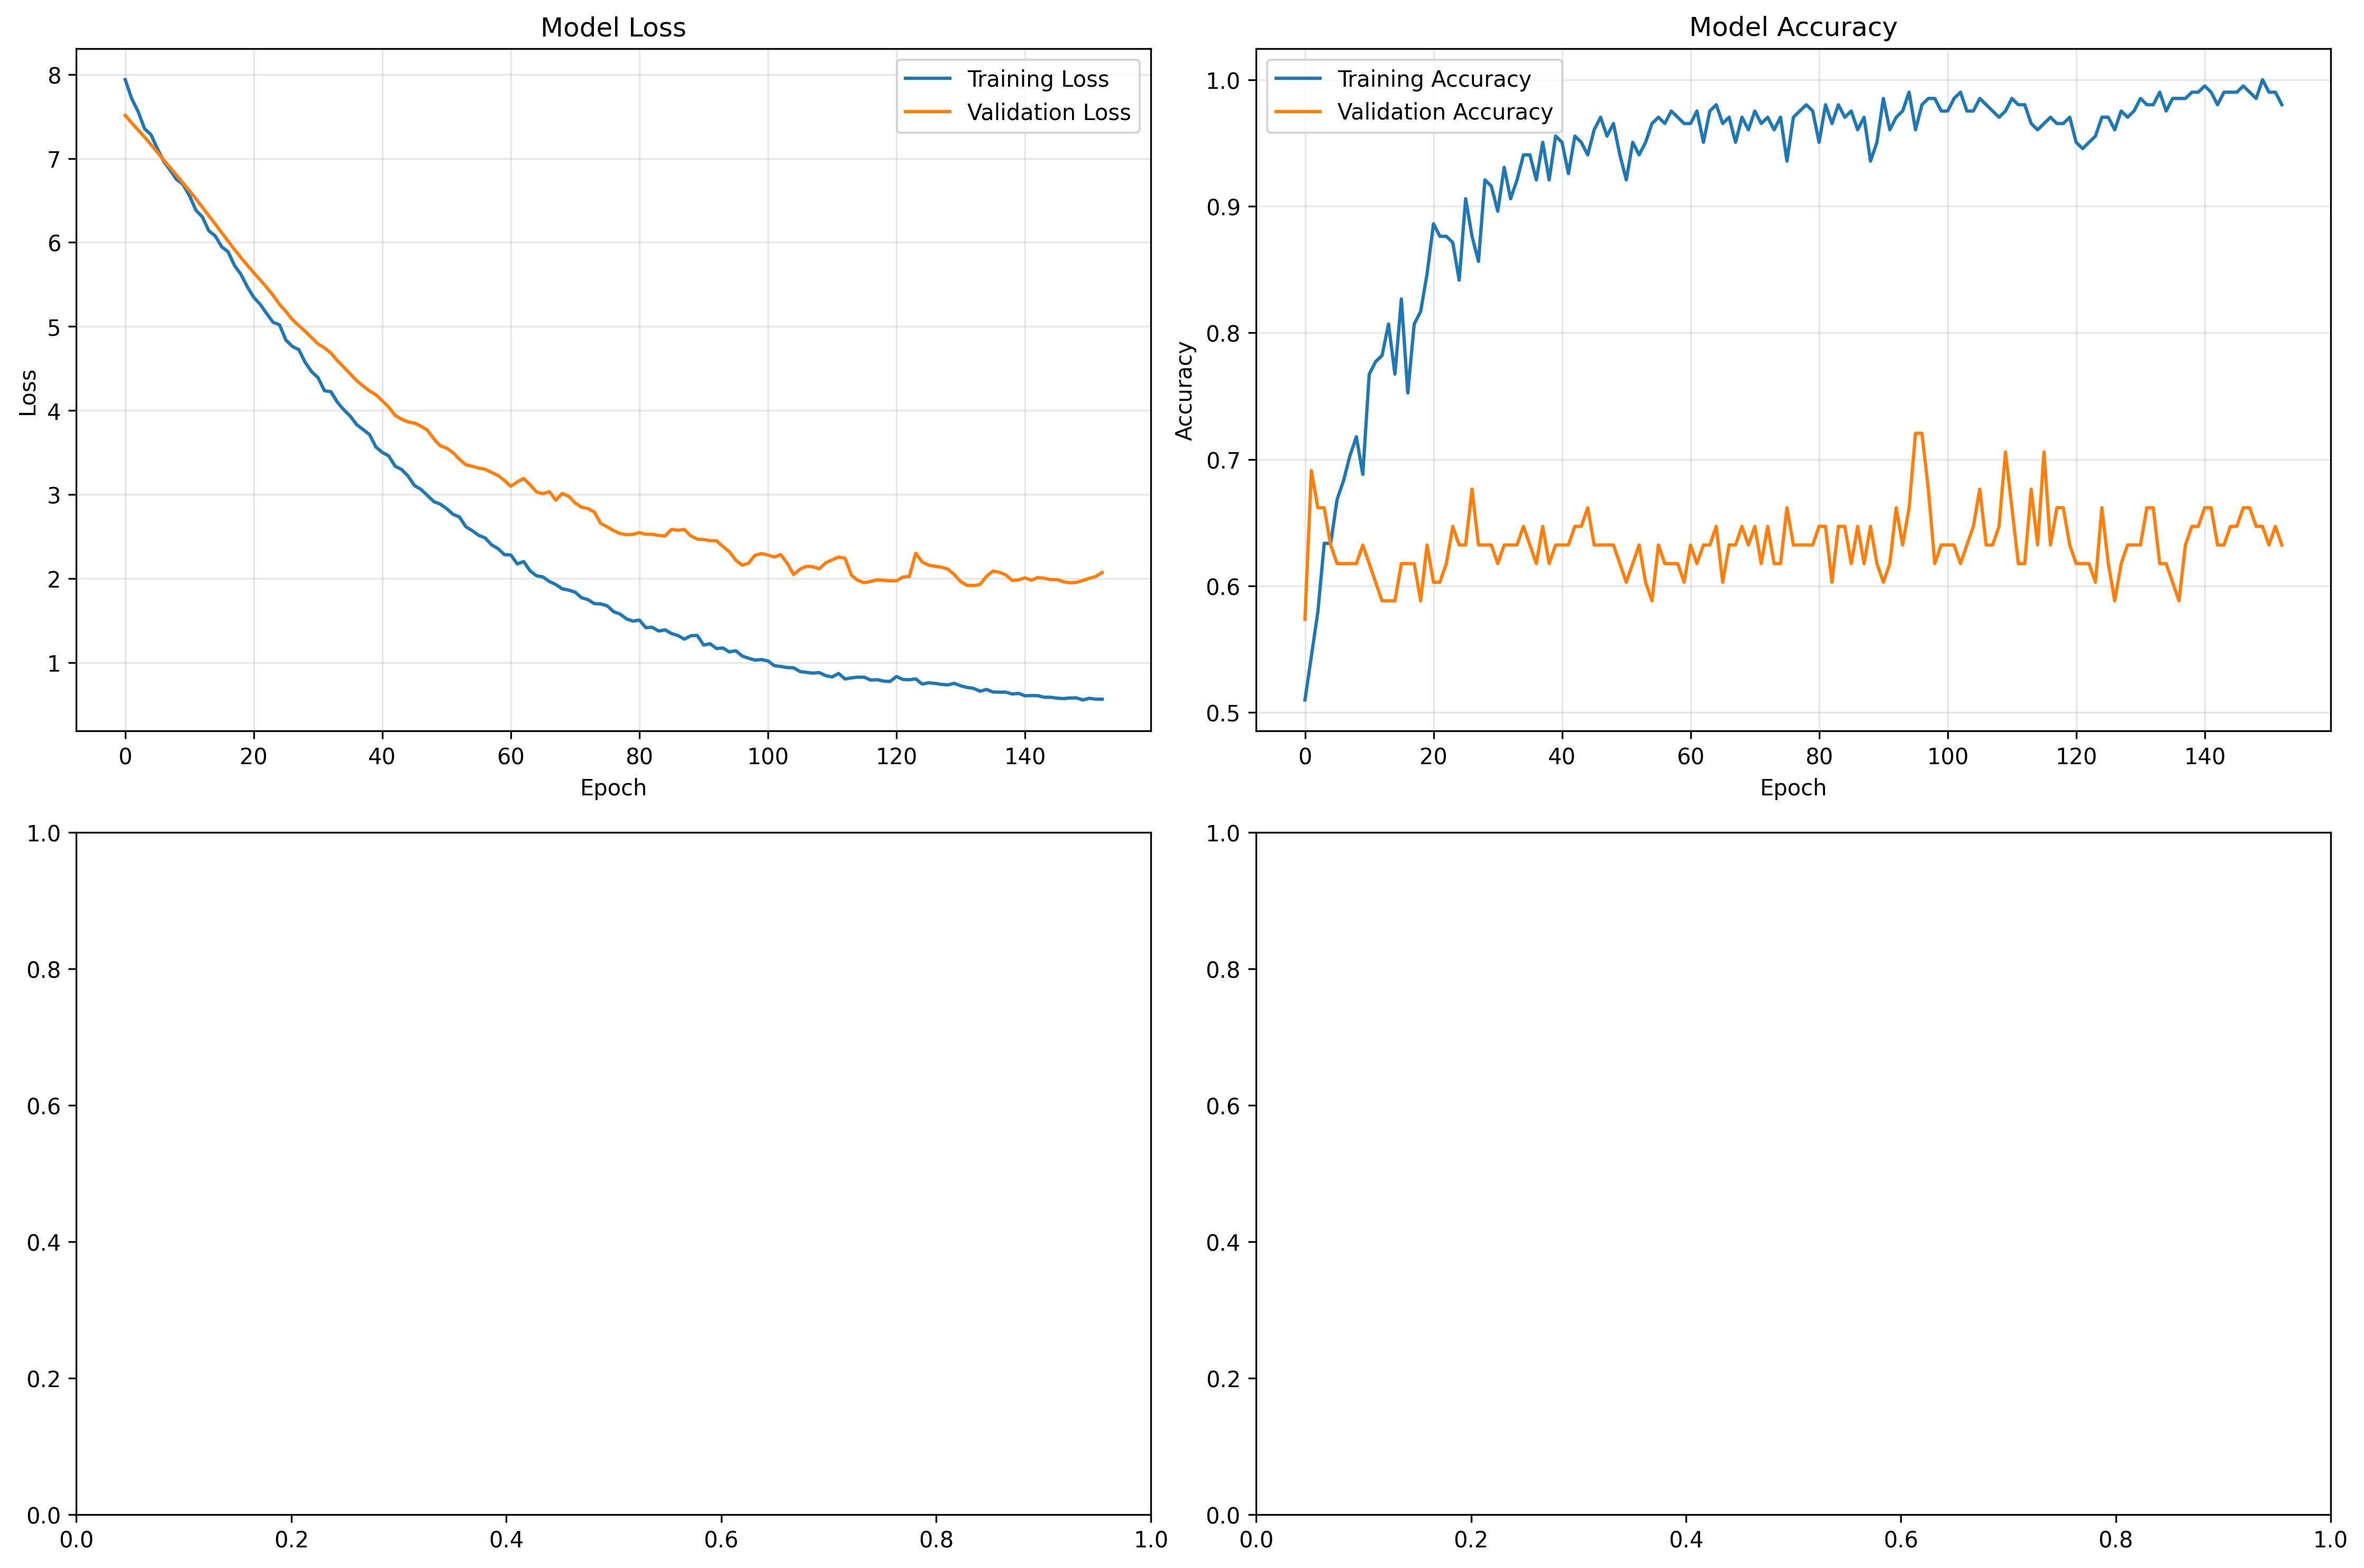 Model Loss
8
7
6
5
4
3
2
1
Loss
Training Loss
Validation Loss
0 20 40 60 80 100 120 140
Epoch
Model Accuracy
1.0
0.9
0.8
0.7
0.6
0.5
Accuracy
Training Accuracy
Validation Accuracy
0 20 40 60 80 100 120 140
Epoch
1.0
0.8
0.6
0.4
0.2
0.0
0.0 0.2 0.4 0.6 0.8 1.0
1.0
0.8
0.6
0.4
0.2
0.0
0.0 0.2 0.4 0.6 0.8 1.0